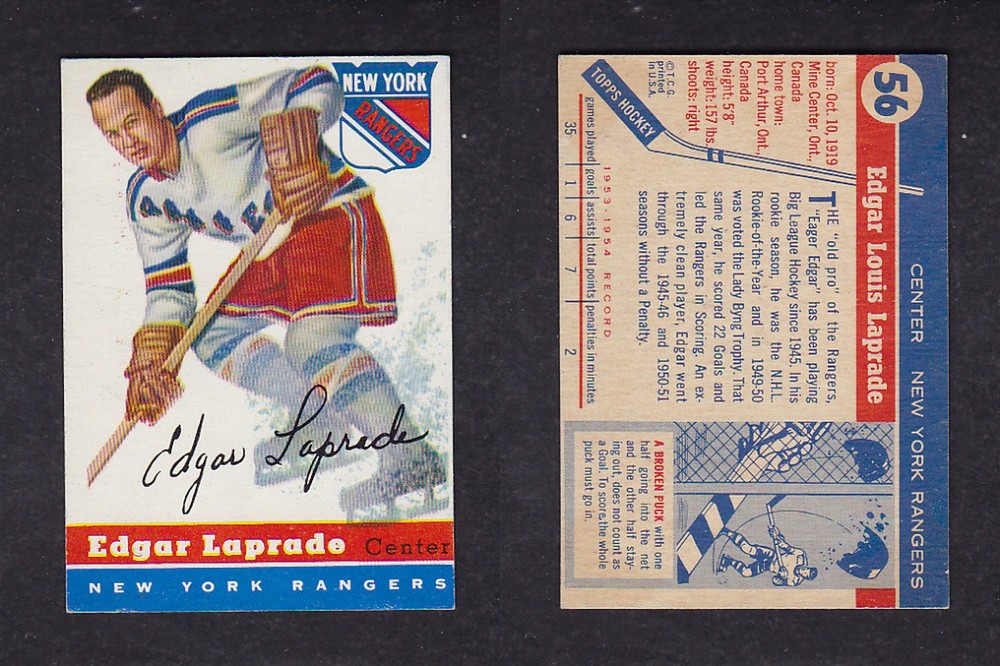 NEW YORK
RANGERS
Edgar Laprade
Edgar Laprade Center
NEW YORK RANGERS
56
CENTER NEW YORK RANGERS
Edgar Louis Laprade
born: Oct. 10, 1919
Mine Center, Ont.,
Canada
home town:
Port Arthur, Ont.,
Canada
height: 5'8"
weight: 157 lbs.
shoots: right
© T.C.G.
printed
in U.S.A.
TOPPS HOCKEY
THE "old pro" of the Rangers,
"Eager Edgar" has been playing
Big League Hockey since 1945. In his
rookie season, he was the N.H.L.
Rookie-of-the-Year and in 1949-50
was voted the Lady Byng Trophy. That
same year, he scored 22 Goals and
led the Rangers in Scoring. An ex-
tremely clean player, Edgar went
through the 1945-46 and 1950-51
seasons without a Penalty.
1953-1954 RECORD
games played goals assists total points penalties in minutes
35 1 6 7 2
A BROKEN PUCK with one
half going into the net
and the other half stay-
ing out, does not count as
a Goal. To score, the whole
puck must go in.